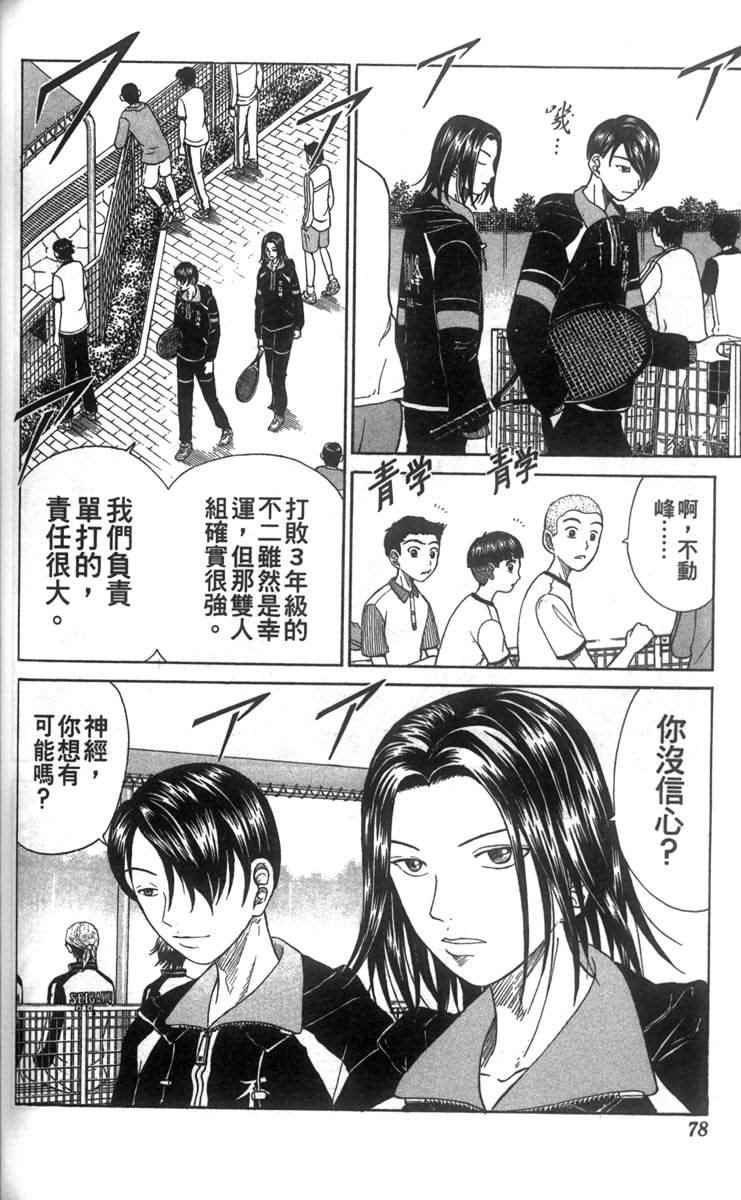 嘰…
啊，不動
峰……
青学
青学
打敗３年級的
不二雖然是幸
運，但那雙人
組確實很強。
我們負責
單打的，
責任很大。
你沒信心？
神經，
你想有
可能嗎？
不
78